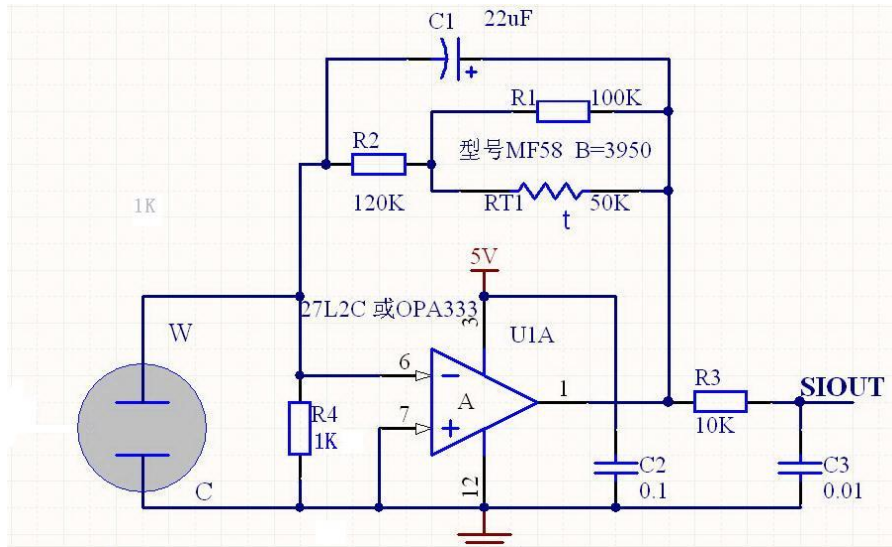 C1
22uF
R1
100K
R2
型号MF58 B=3950
120K
RT1
50K
t
1K
5V
27L2C 或OPA333
3
U1A
W
6
1
A
7
R4
1K
R3
SIOUT
10K
12
C2
0.1
C3
0.01
C